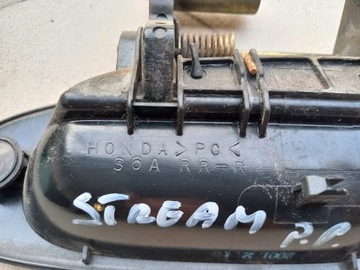 HONDA >PC<
S6A RR-R
STREAM P.P.